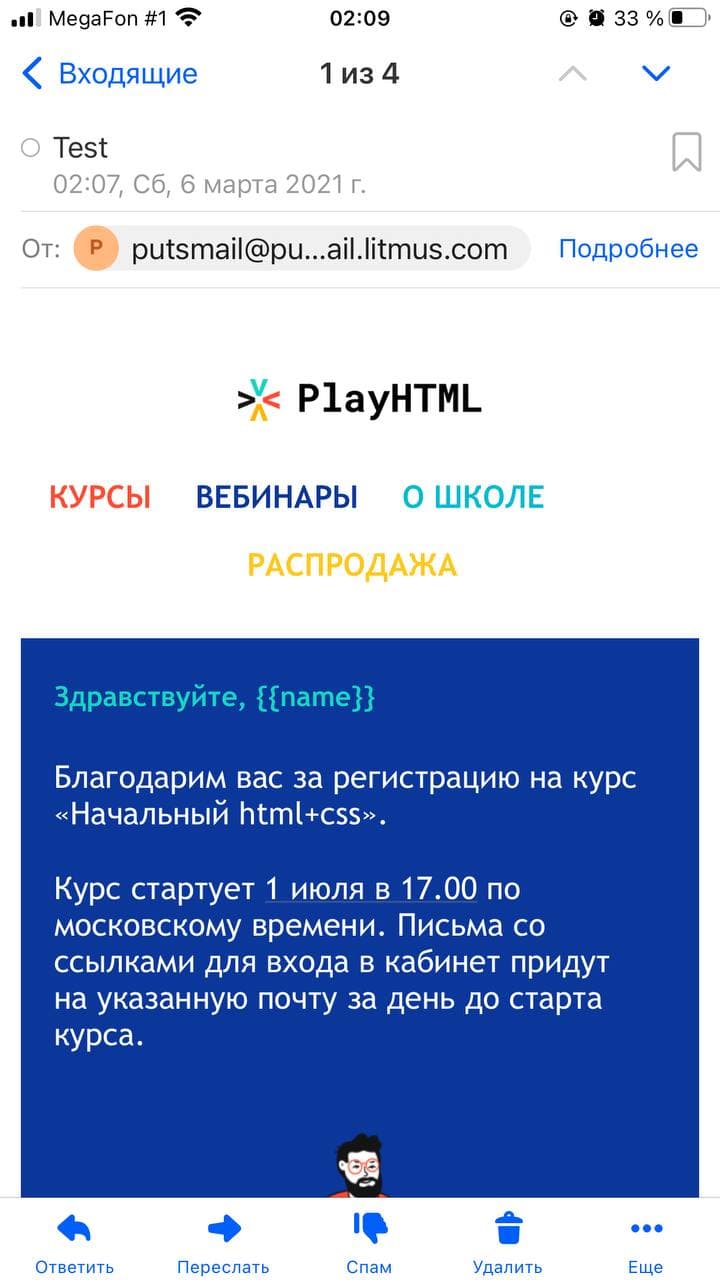 MegaFon #1 02:09 33 %
Входящие 1 из 4
Test
02:07, Сб, 6 марта 2021 г.
От: P putsmail@pu...ail.litmus.com Подробнее
PlayHTML
КУРСЫ ВЕБИНАРЫ О ШКОЛЕ
РАСПРОДАЖА
Здравствуйте, {{name}}
Благодарим вас за регистрацию на курс
«Начальный html+css».
Курс стартует 1 июля в 17.00 по
московскому времени. Письма со
ссылками для входа в кабинет придут
на указанную почту за день до старта
курса.
Ответить Переслать Спам Удалить Еще